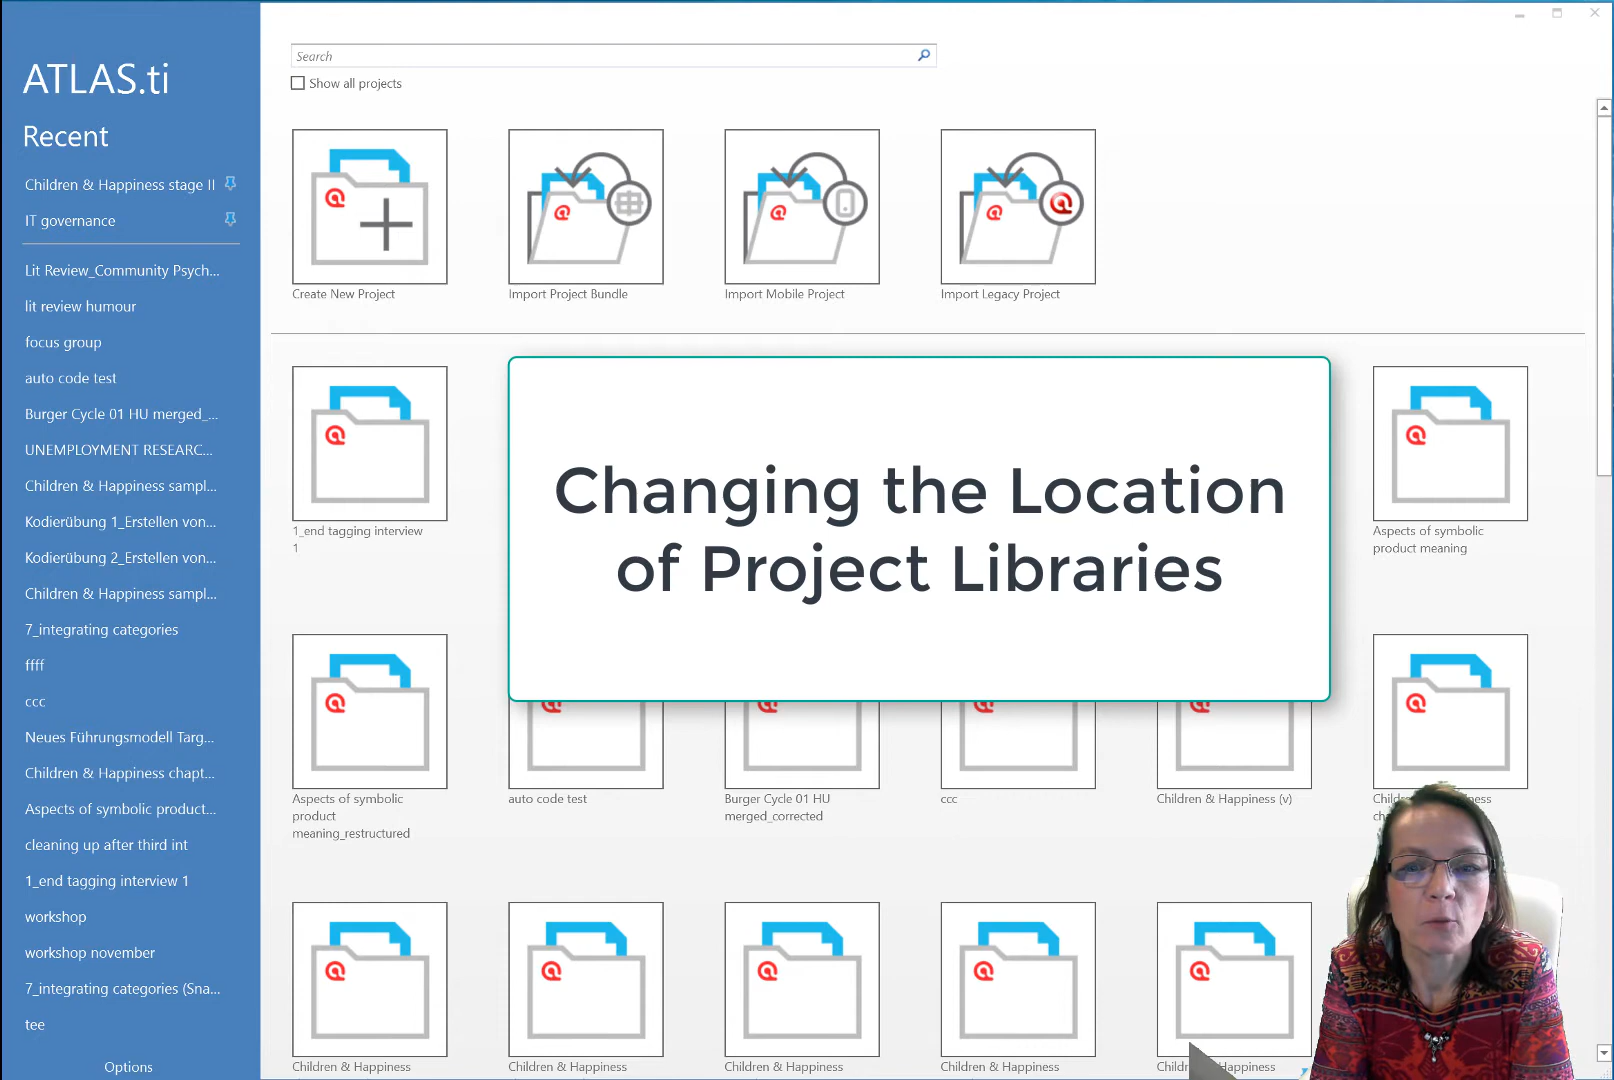 ATLAS.ti
Recent
Children & Happiness stage II
IT governance
Lit Review_Community Psych...
lit review humour
focus group
auto code test
Burger Cycle 01 HU merged_...
UNEMPLOYMENT RESEARC...
Children & Happiness sampl...
Kodierübung 1_Erstellen von...
Kodierübung 2_Erstellen von...
Children & Happiness sampl...
7_integrating categories
ffff
ccc
Neues Führungsmodell Targ...
Children & Happiness chapt...
Aspects of symbolic product...
cleaning up after third int
1_end tagging interview 1
workshop
workshop november
7_integrating categories (Sna...
tee
Options
Search
Show all projects
Create New Project
Import Project Bundle
Import Mobile Project
Import Legacy Project
Changing the Location
of Project Libraries
1_end tagging interview
1
Aspects of symbolic
product meaning
Aspects of symbolic
product
meaning_restructured
auto code test
Burger Cycle 01 HU
merged_corrected
ccc
Children & Happiness (v)
Children & Happiness
Children & Happiness
Children & Happiness
Children & Happiness